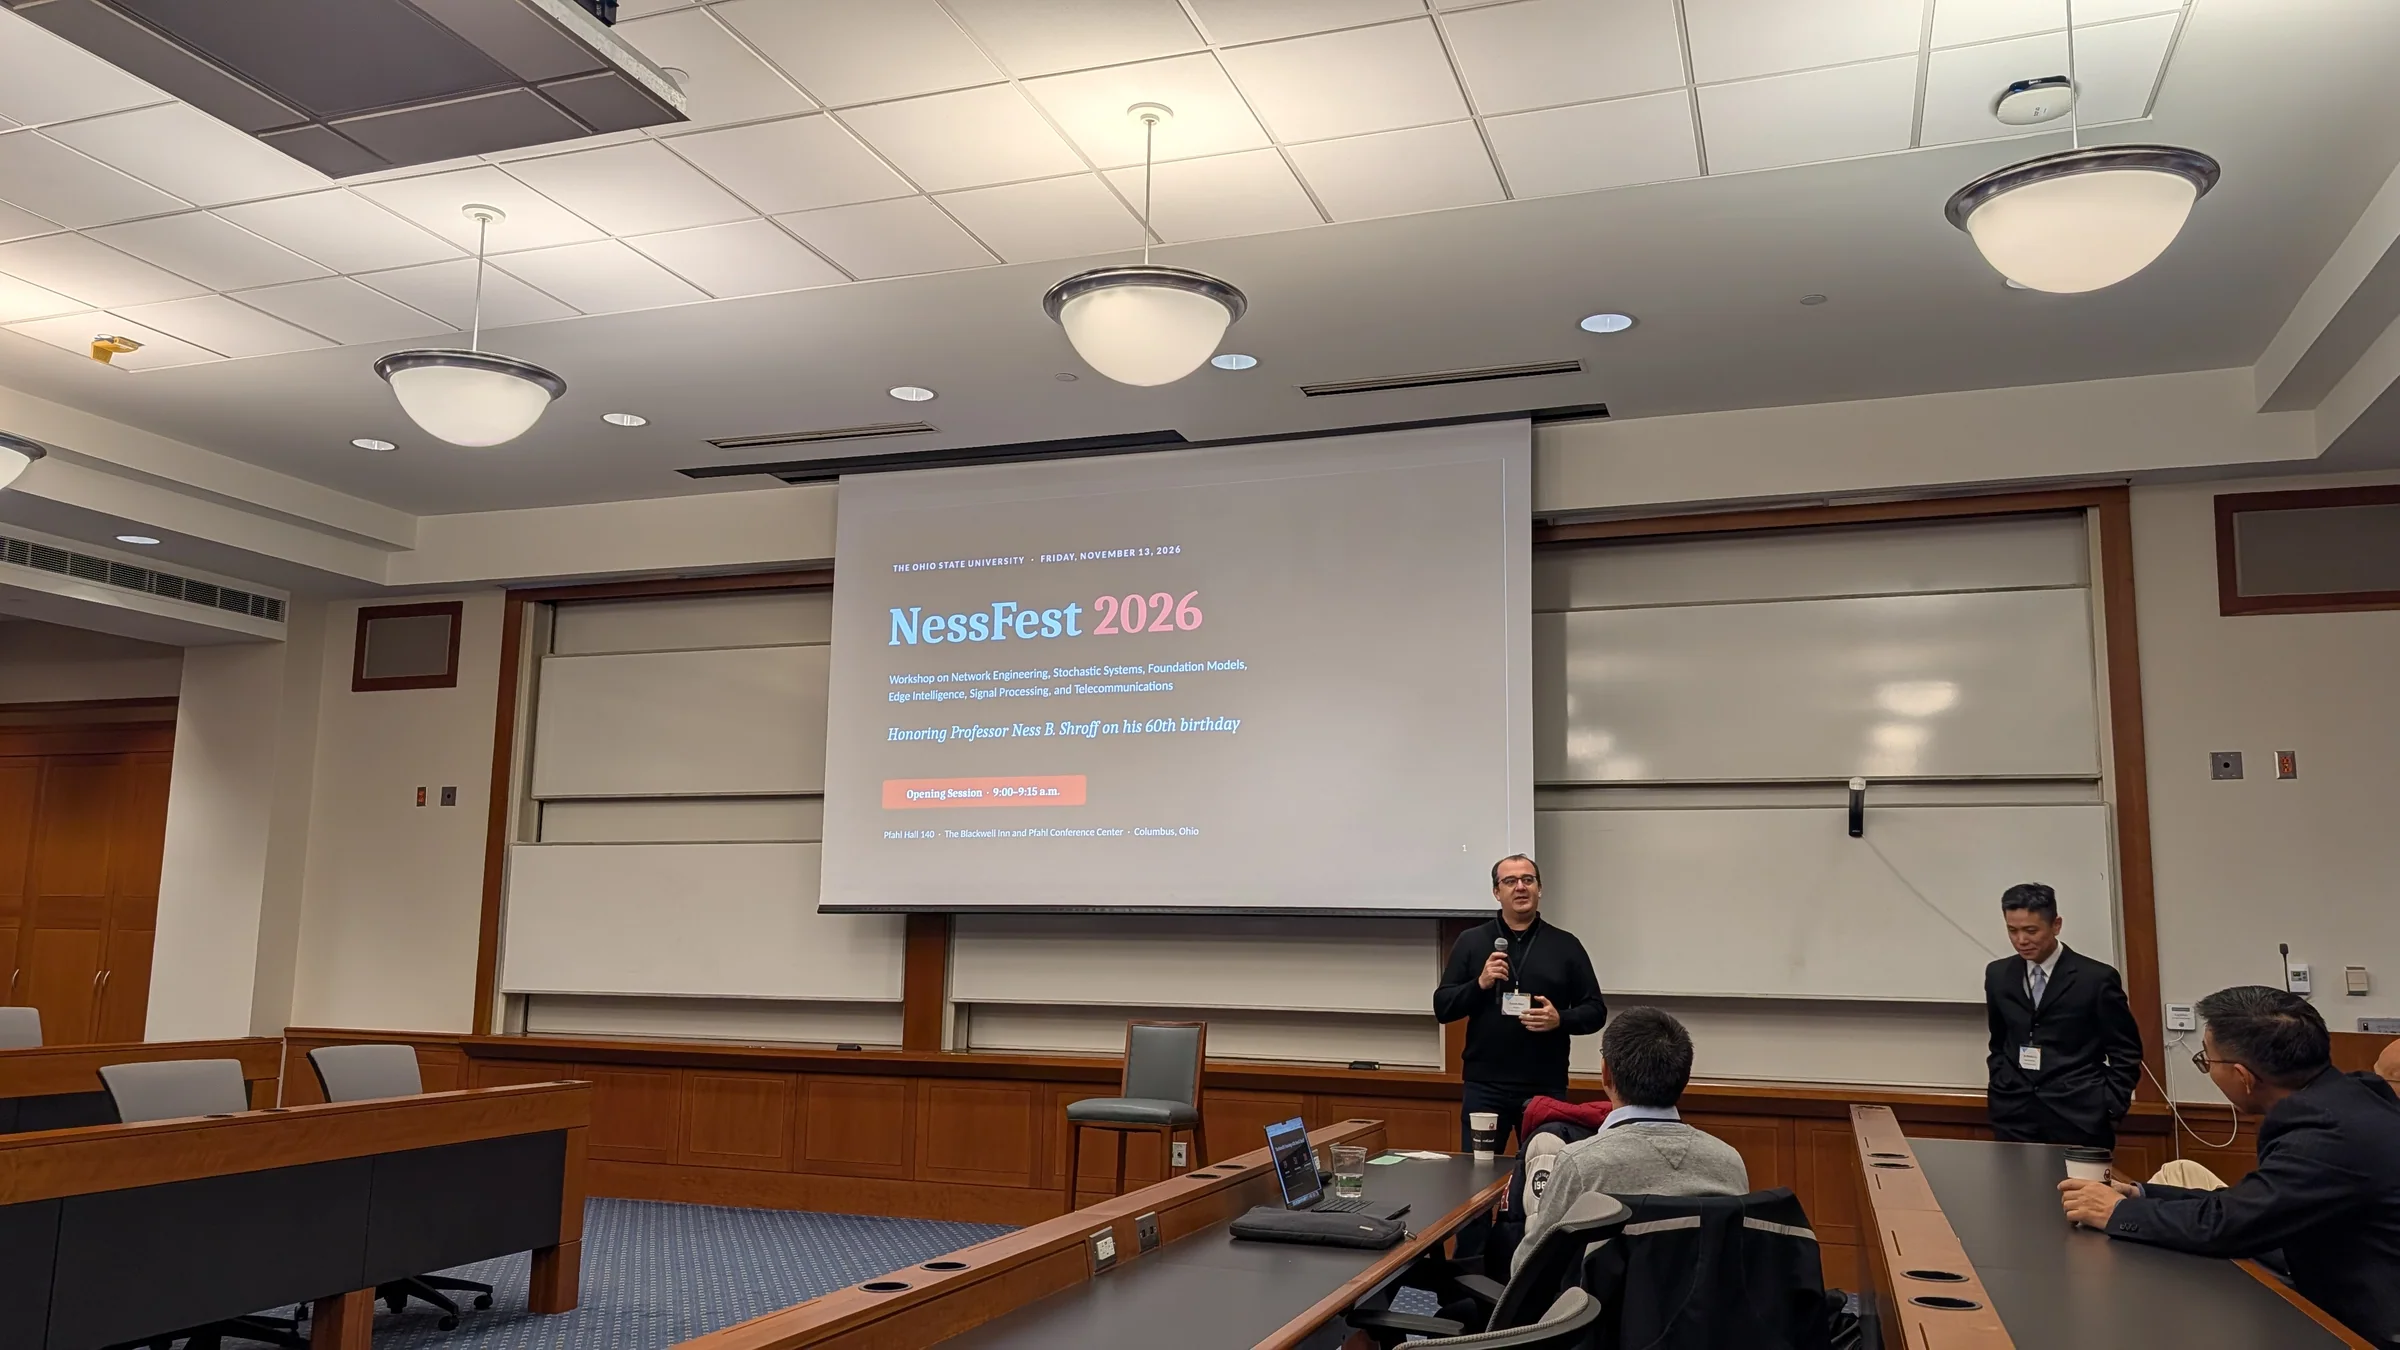 THE OHIO STATE UNIVERSITY · FRIDAY, NOVEMBER 13, 2026
NessFest 2026
Workshop on Network Engineering, Stochastic Systems, Foundation Models,
Edge Intelligence, Signal Processing, and Telecommunications
Honoring Professor Ness B. Shroff on his 60th birthday
Opening Session · 9:00–9:15 a.m.
Pfahl Hall 140 · The Blackwell Inn and Pfahl Conference Center · Columbus, Ohio
1